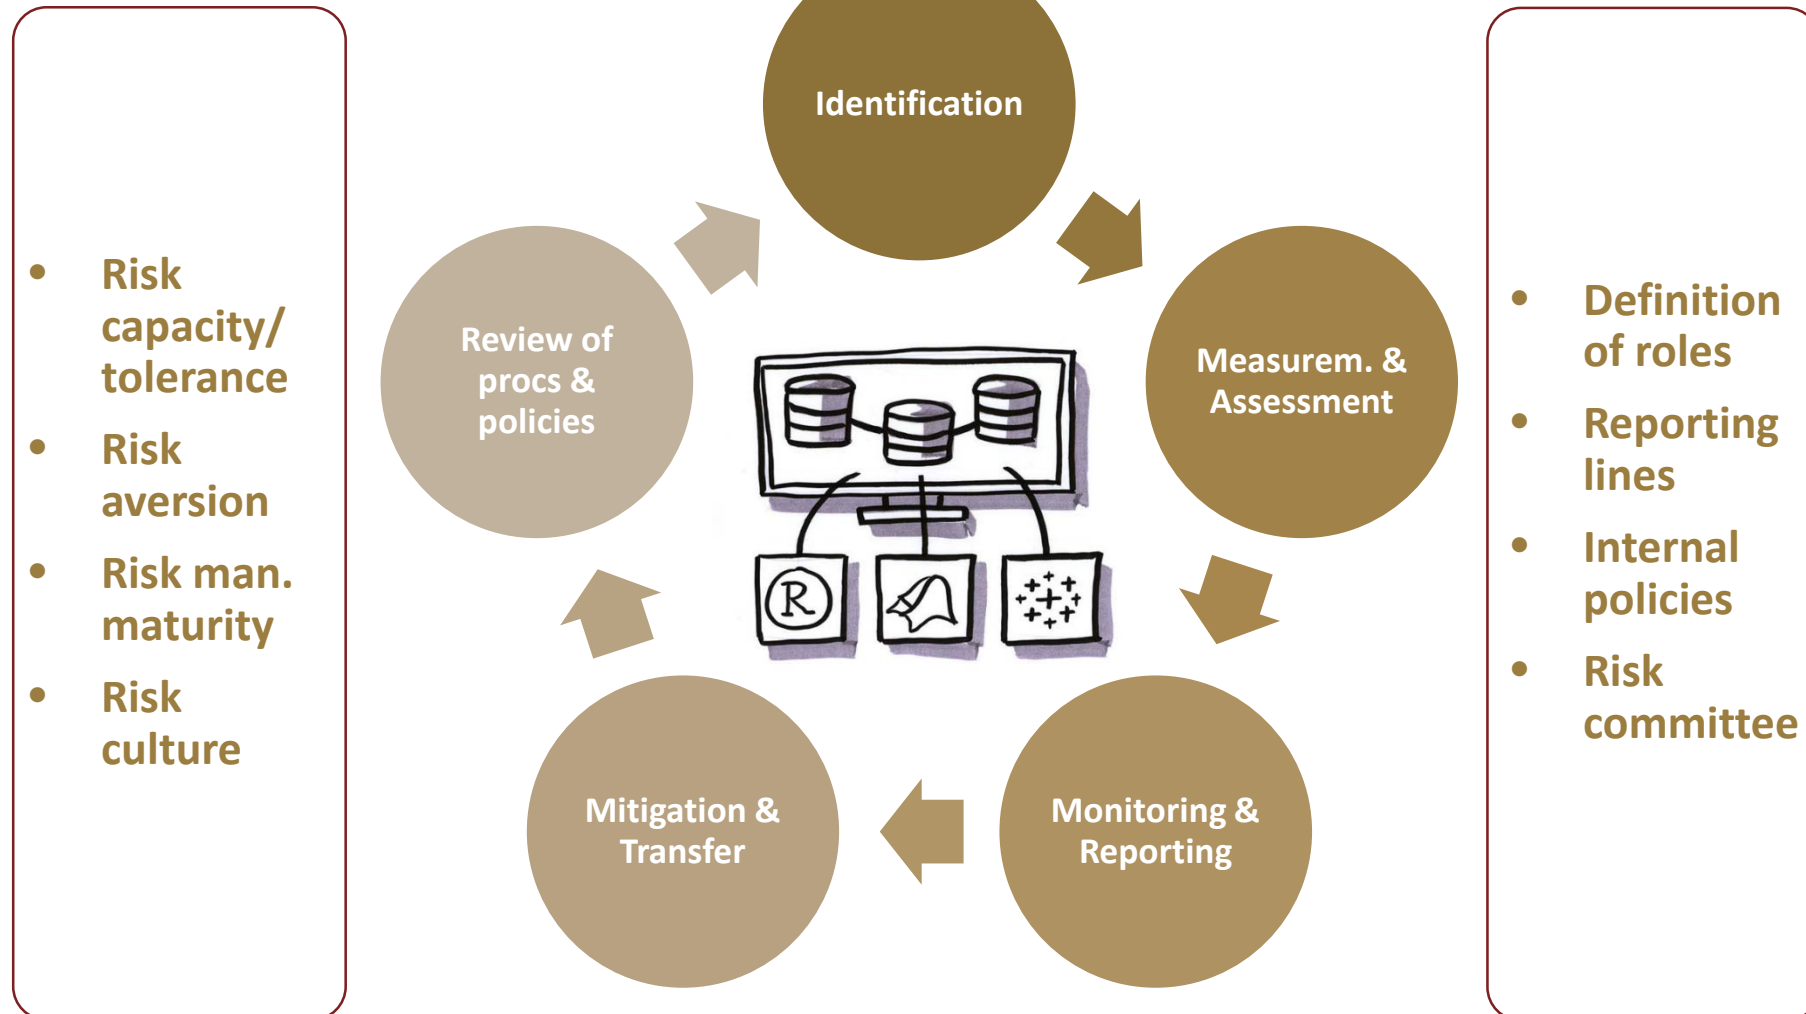 • Risk
capacity/
tolerance
• Risk
aversion
• Risk man.
maturity
• Risk
culture
Identification
Measurem. &
Assessment
Monitoring &
Reporting
Mitigation &
Transfer
Review of
procs &
policies
R
• Definition
of roles
• Reporting
lines
• Internal
policies
• Risk
committee